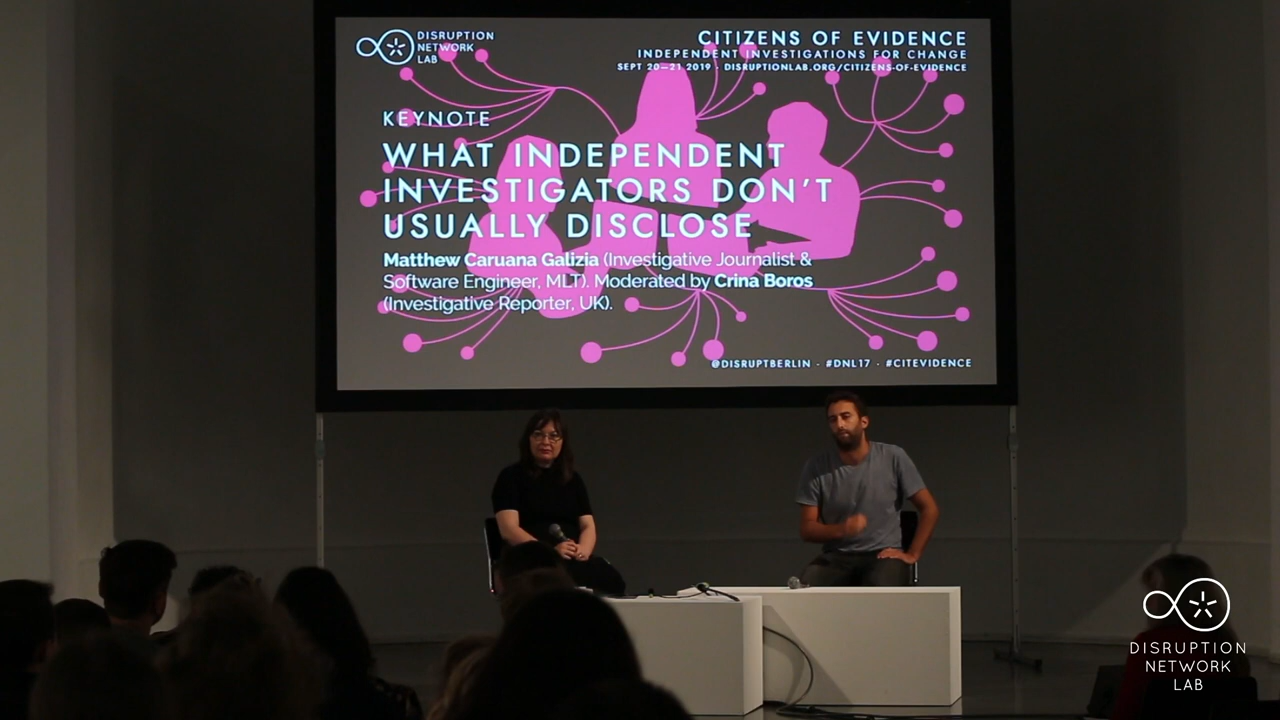 DISRUPTION
NETWORK
LAB
CITIZENS OF EVIDENCE
INDEPENDENT INVESTIGATIONS FOR CHANGE
SEPT 20–21 2019 · DISRUPTIONLAB.ORG/CITIZENS-OF-EVIDENCE
KEYNOTE
WHAT INDEPENDENT
INVESTIGATORS DON'T
USUALLY DISCLOSE
Matthew Caruana Galizia (Investigative Journalist &
Software Engineer, MLT). Moderated by Crina Boros
(Investigative Reporter, UK).
@DISRUPTBERLIN - #DNL17 - #CITEVIDENCE
DISRUPTION
NETWORK
LAB